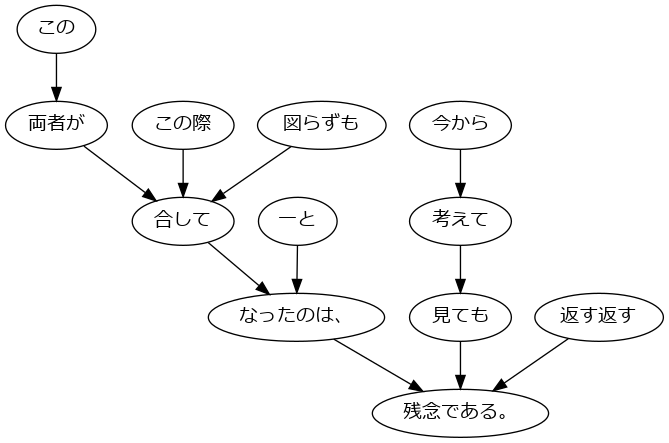 この
両者が
この際
図らずも
今から
合して
一と
考えて
なったのは、
見ても
返す返す
残念である。